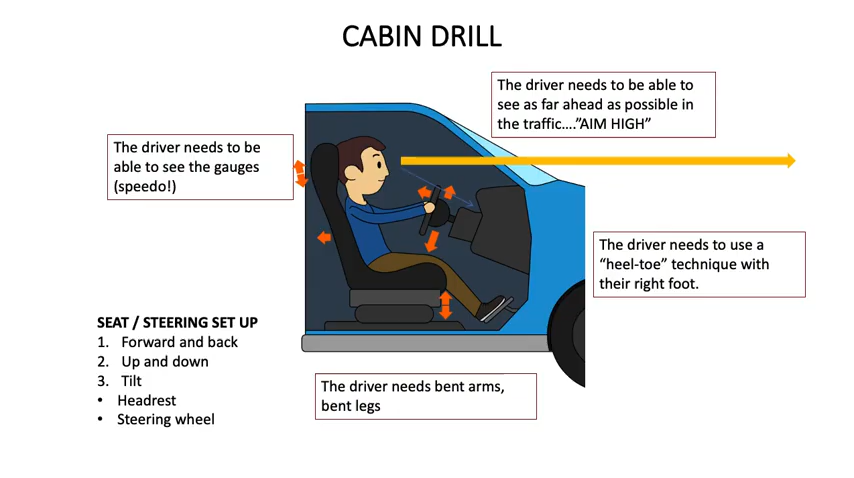 CABIN DRILL
The driver needs to be able to
see as far ahead as possible in
the traffic....”AIM HIGH”
The driver needs to be
able to see the gauges
(speedo!)
The driver needs to use a
“heel-toe” technique with
their right foot.
SEAT / STEERING SET UP
1. Forward and back
2. Up and down
3. Tilt
• Headrest
• Steering wheel
The driver needs bent arms,
bent legs